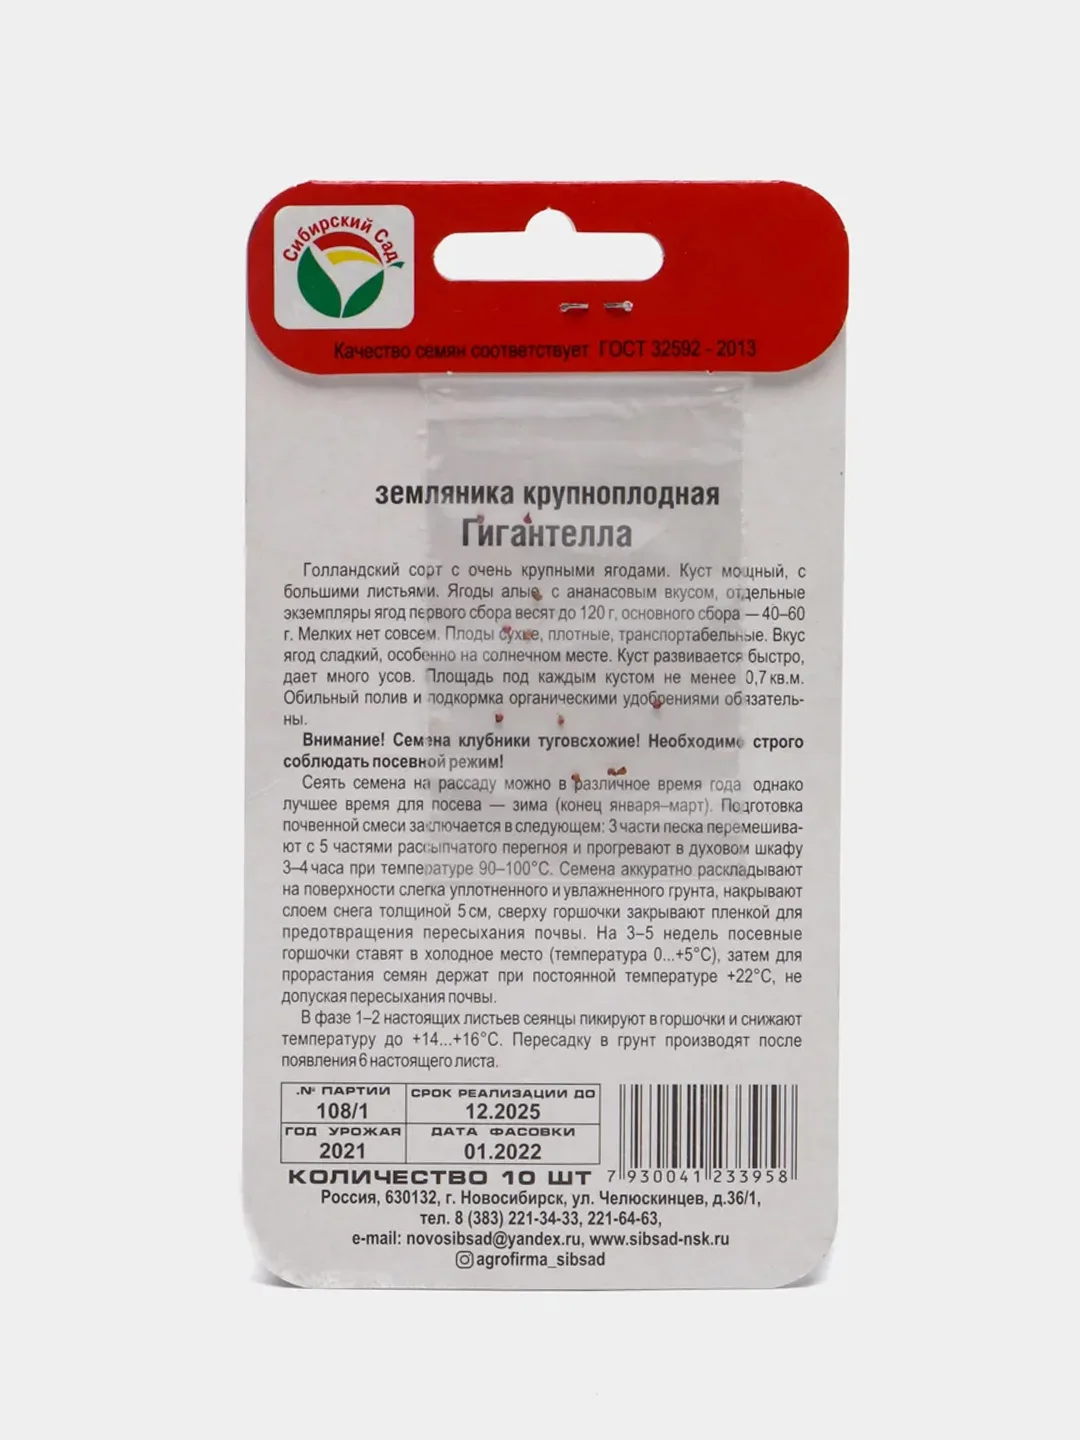 Сибирский Сад
Качество семян соответствует ГОСТ 32592 - 2013
земляника крупноплодная
Гигантелла
Голландский сорт с очень крупными ягодами. Куст мощный, с
большими листьями. Ягоды алые, с ананасовым вкусом, отдельные
экземпляры ягод первого сбора весят до 120 г, основного сбора — 40–60
г. Мелких нет совсем. Плоды сухие, плотные, транспортабельные. Вкус
ягод сладкий, особенно на солнечном месте. Куст развивается быстро,
дает много усов. Площадь под каждым кустом не менее 0,7 кв.м.
Обильный полив и подкормка органическими удобрениями обязатель-
ны.
Внимание! Семена клубники туговсхожие! Необходимо строго
соблюдать посевной режим!
Сеять семена на рассаду можно в различное время года однако
лучшее время для посева — зима (конец января–март). Подготовка
почвенной смеси заключается в следующем: 3 части песка перемешива-
ют с 5 частями рассыпчатого перегноя и прогревают в духовом шкафу
3–4 часа при температуре 90–100°С. Семена аккуратно раскладывают
на поверхности слегка уплотненного и увлажненного грунта, накрывают
слоем снега толщиной 5 см, сверху горшочки закрывают пленкой для
предотвращения пересыхания почвы. На 3–5 недель посевные
горшочки ставят в холодное место (температура 0...+5°С), затем для
прорастания семян держат при постоянной температуре +22°С, не
допуская пересыхания почвы.
В фазе 1–2 настоящих листьев сеянцы пикируют в горшочки и снижают
температуру до +14...+16°С. Пересадку в грунт производят после
появления 6 настоящего листа.
.№ ПАРТИИ СРОК РЕАЛИЗАЦИИ ДО
108/1 12.2025
ГОД УРОЖАЯ ДАТА ФАСОВКИ
2021 01.2022
КОЛИЧЕСТВО 10 ШТ
7 930041 233958
Россия, 630132, г. Новосибирск, ул. Челюскинцев, д.36/1,
тел. 8 (383) 221-34-33, 221-64-63,
e-mail: novosibsad@yandex.ru, www.sibsad-nsk.ru
agrofirma_sibsad